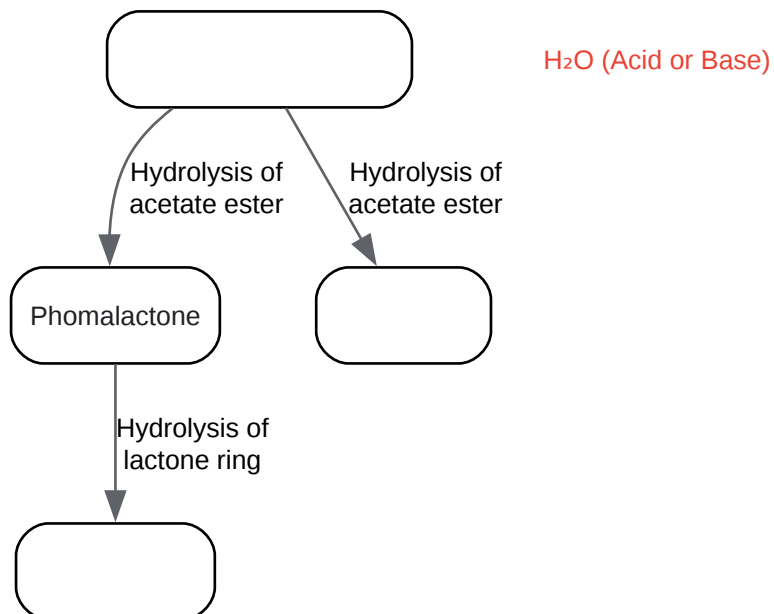 H₂O (Acid or Base)
Hydrolysis of
acetate ester
Hydrolysis of
acetate ester
Phomalactone
Hydrolysis of
lactone ring